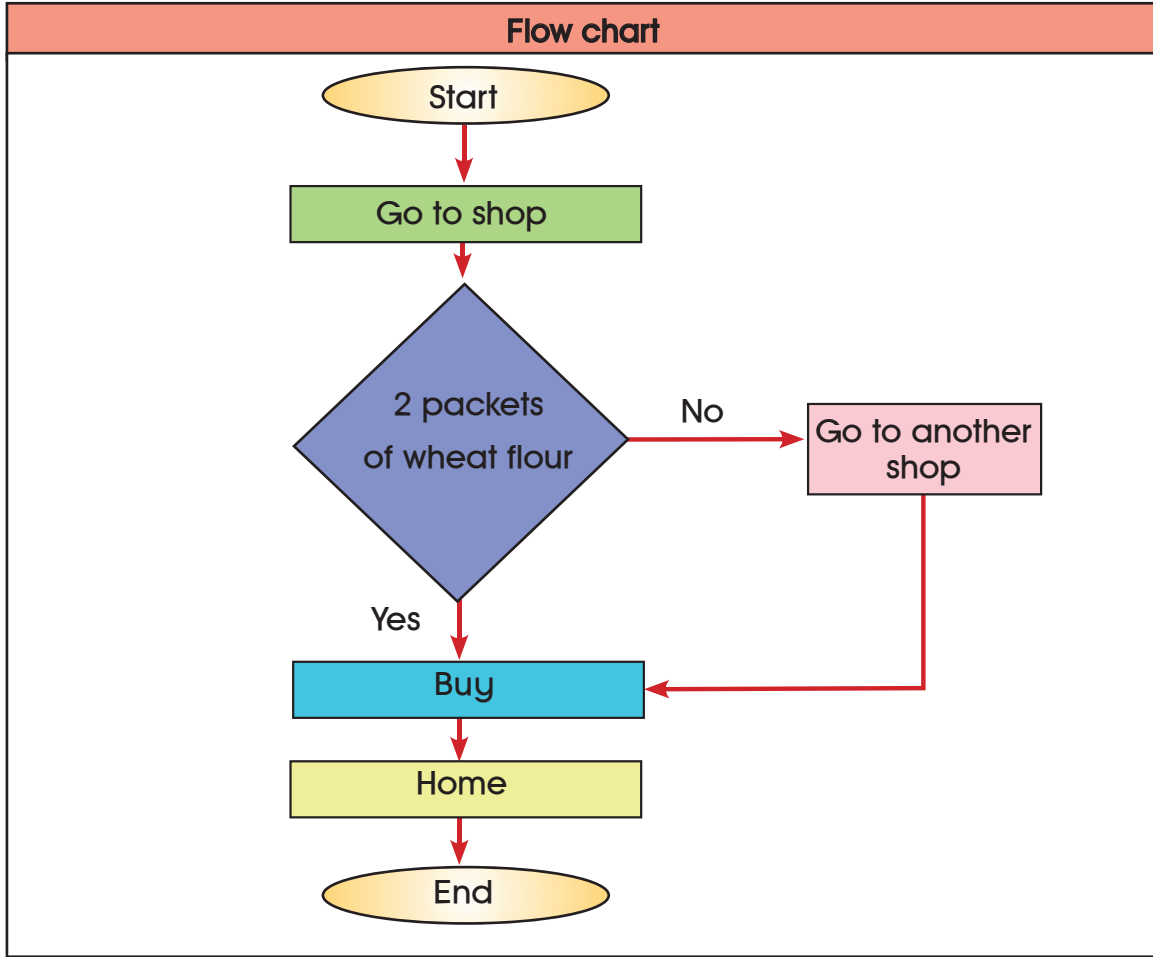 Flow chart
Start
Go to shop
2 packets
of wheat flour
No
Go to another
shop
Yes
Buy
Home
End